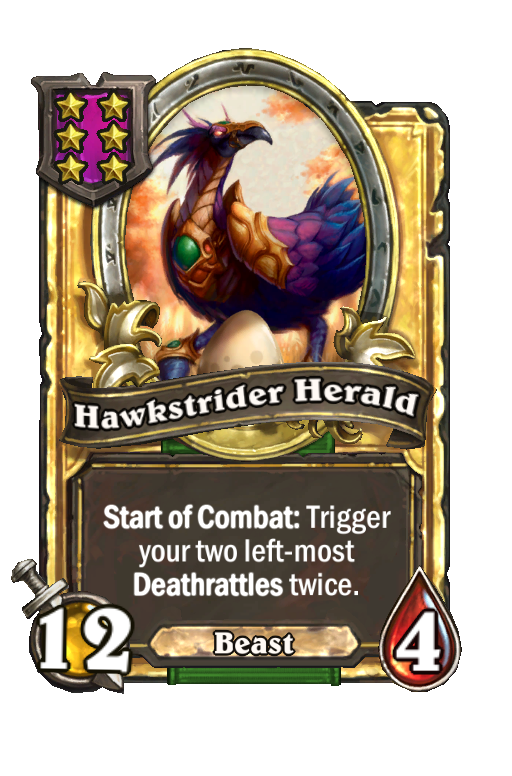 Hawkstrider Herald
Start of Combat: Trigger
your two left-most
Deathrattles twice.
12
Beast
4